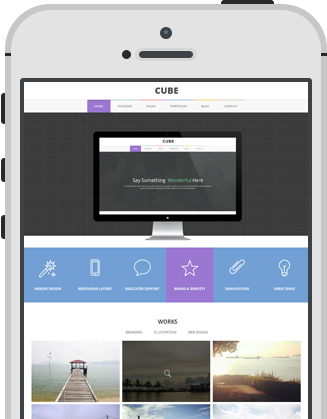 CUBE
HOME FEATURES PAGES PORTFOLIO BLOG CONTACT
CUBE
Say Something Wonderful Here
UNIQUE DESIGN RESPONSIVE LAYOUT DEDICATED SUPPORT BRAND & IDENTITY INNOVATIONS GREAT IDEAS
WORKS
BRANDING ILLUSTRATION WEB DESIGN